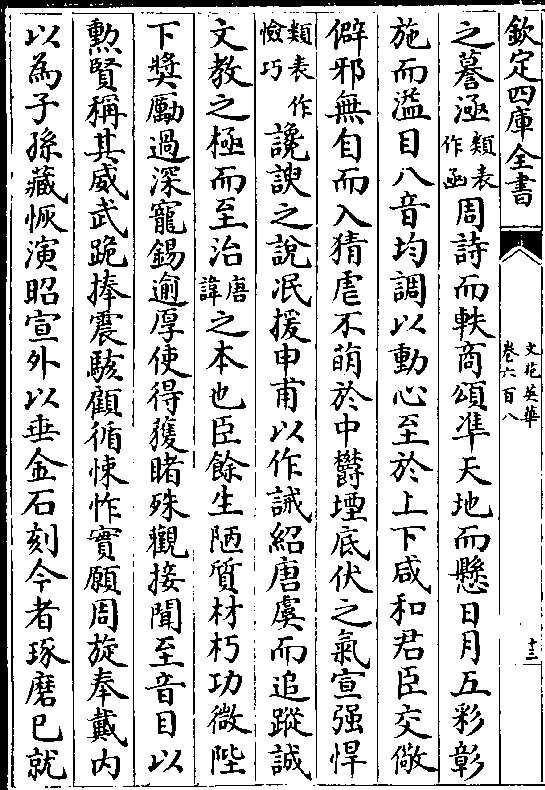 欽定四庫全書
文苑英華
卷六百八
十三
之謩涵類表作函周詩而軼商頌準天地而懸日月五彩彰
施而溢目八音均調以動心至於上下咸和君臣交儆
僻邪無自而入猜虐不萌於中欝堙底伏之氣宣强悍
類表作憸巧讒諛之說泯援申甫以作誡紹唐虞而追蹤誠
文教之極而至治唐諱之本也臣餘生陋質材朽功微陛
下奬勵過深寵錫逾厚使得獲睹殊觀接聞至音目以
勲賢稱其威武跪捧震駭顧循悚怍實願周旋奉戴内
以為子孫藏恢演昭宣外以垂金石刻今者琢磨已就